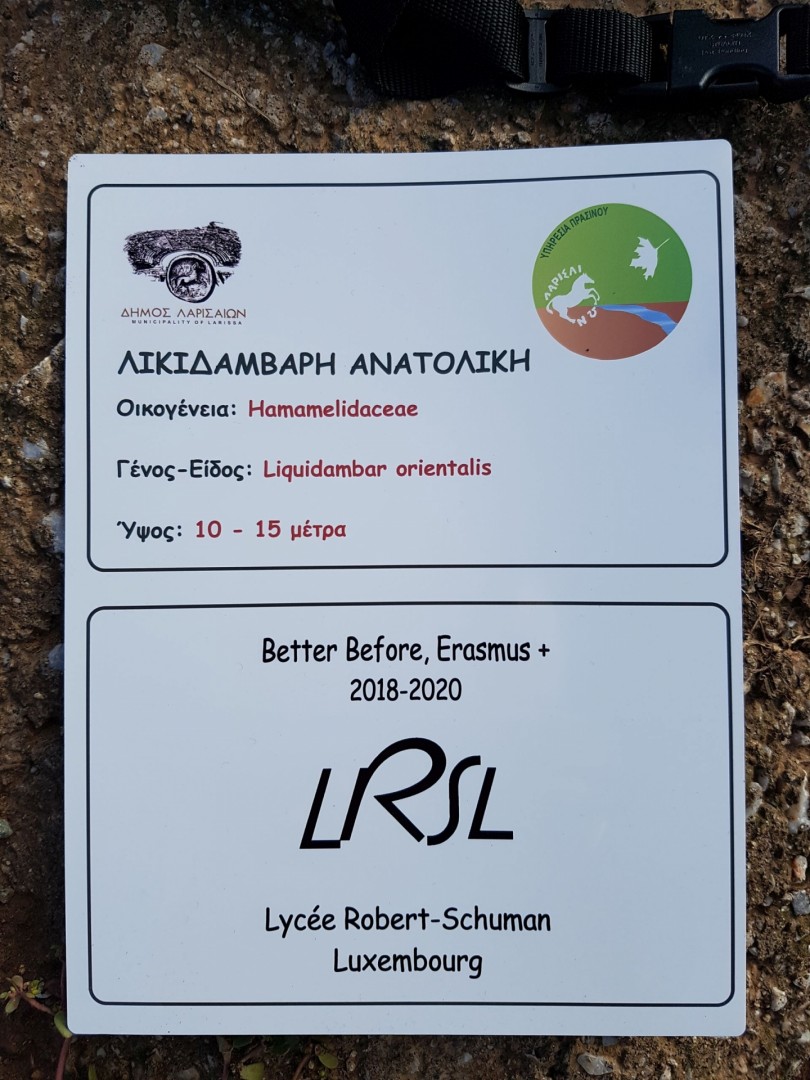 ΔΗΜΟΣ ΛΑΡΙΣΑΙΩΝ
MUNICIPALITY OF LARISSA
ΥΠΗΡΕΣΙΑ ΠΡΑΣΙΝΟΥ
ΛΙΚΙΔΑΜΒΑΡΗ ΑΝΑΤΟΛΙΚΗ
Οικογένεια: Hamamelidaceae
Γένος-Είδος: Liquidambar orientalis
Ύψος: 10 - 15 μέτρα
Better Before, Erasmus +
2018-2020
LRSL
Lycée Robert-Schuman
Luxembourg